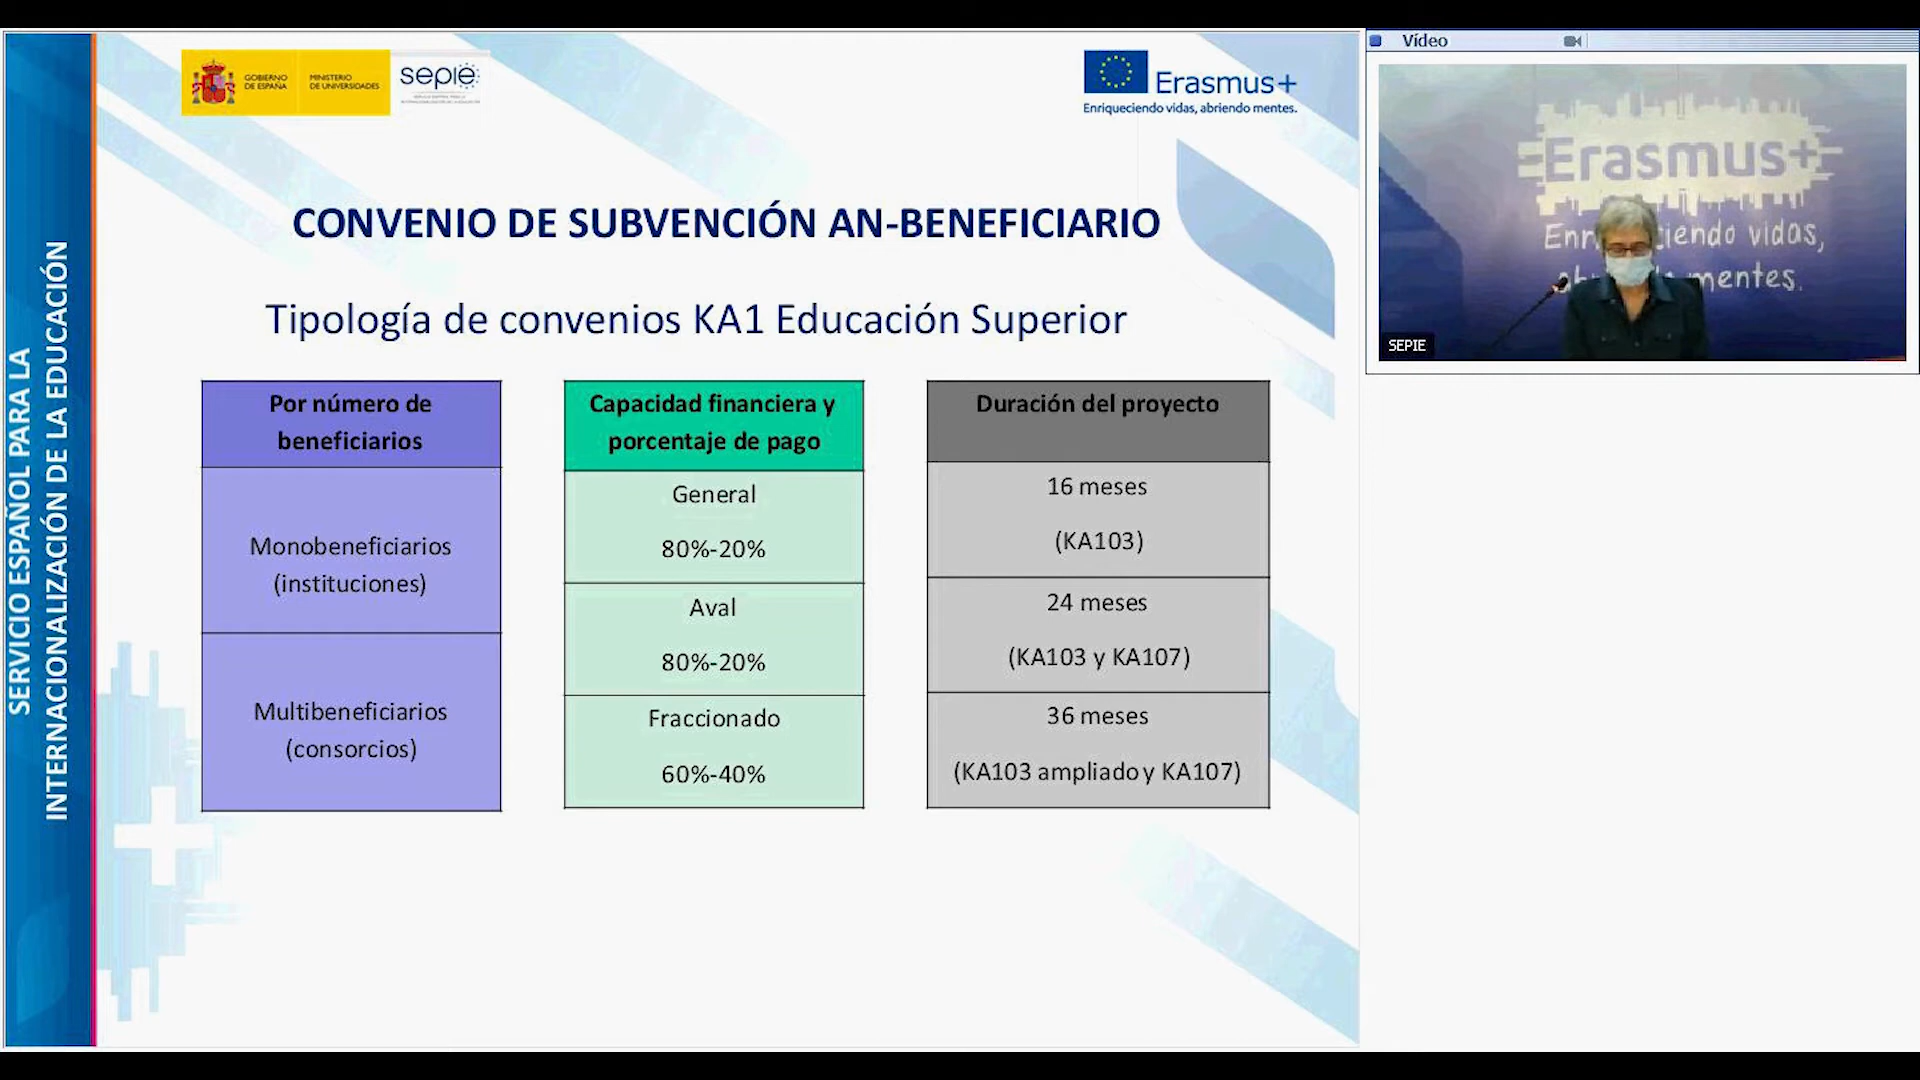 SERVICIO ESPAÑOL PARA LA
INTERNACIONALIZACIÓN DE LA EDUCACIÓN
GOBIERNO
DE ESPAÑA
MINISTERIO
DE UNIVERSIDADES
sepie
Erasmus+
Enriqueciendo vidas, abriendo mentes.
CONVENIO DE SUBVENCIÓN AN-BENEFICIARIO
Tipología de convenios KA1 Educación Superior
Por número de
beneficiarios
Monobeneficiarios
(instituciones)
Multibeneficiarios
(consorcios)
Capacidad financiera y
porcentaje de pago
General
80%-20%
Aval
80%-20%
Fraccionado
60%-40%
Duración del proyecto
16 meses
(KA103)
24 meses
(KA103 y KA107)
36 meses
(KA103 ampliado y KA107)
Vídeo
Erasmus+
vidas,
mentes.
SEPIE